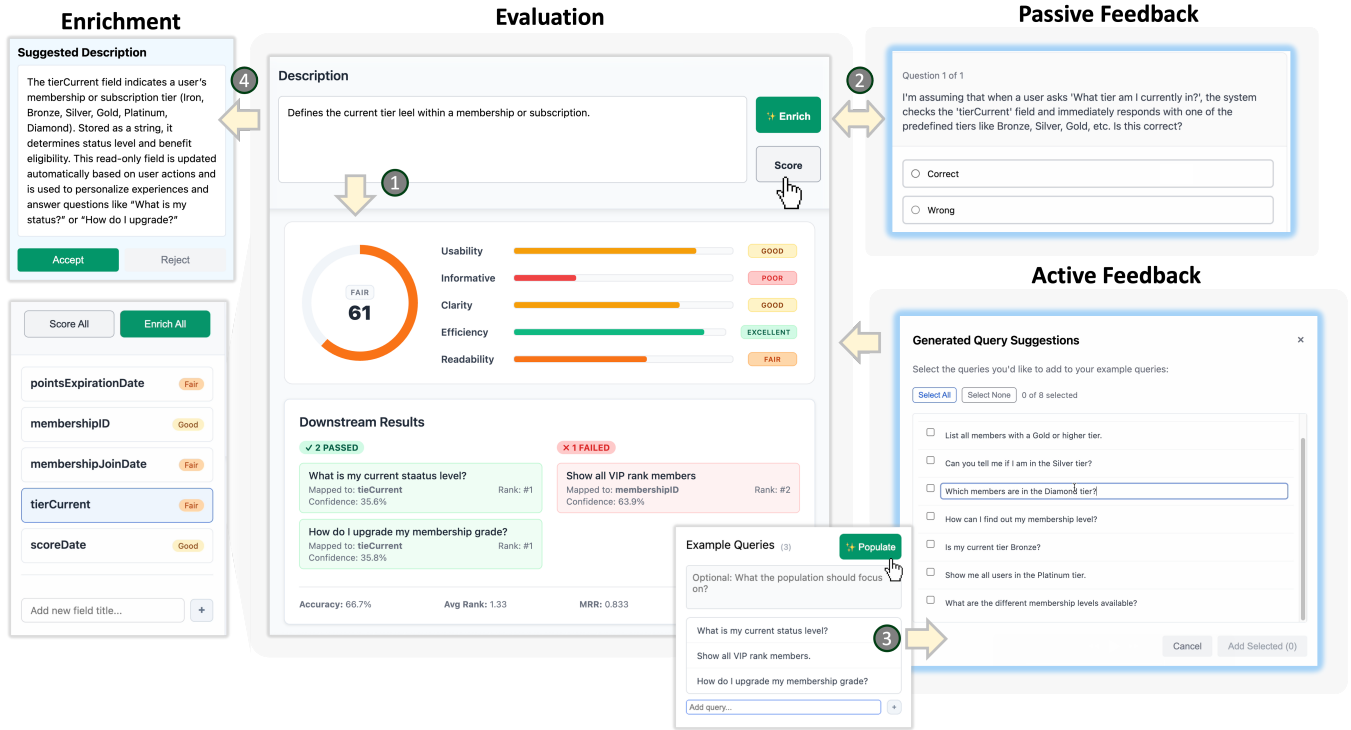 Enrichment
Suggested Description
The tierCurrent field indicates a user's
membership or subscription tier (Iron,
Bronze, Silver, Gold, Platinum,
Diamond). Stored as a string, it
determines status level and benefit
eligibility. This read-only field is updated
automatically based on user actions and
is used to personalize experiences and
answer questions like “What is my
status?” or “How do I upgrade?”
Accept
Reject
Score All
Enrich All
pointsExpirationDate
Fair
membershipID
Good
membershipJoinDate
Fair
tierCurrent
Fair
scoreDate
Good
Add new field title...
+
4
Evaluation
Description
Defines the current tier leel within a membership or subscription.
✨ Enrich
Score
1
FAIR
61
Usability
GOOD
Informative
POOR
Clarity
GOOD
Efficiency
EXCELLENT
Readability
FAIR
Downstream Results
✓ 2 PASSED
What is my current staatus level?
Mapped to: tieCurrent
Rank: #1
Confidence: 35.6%
How do I upgrade my membership grade?
Mapped to: tieCurrent
Rank: #1
Confidence: 35.8%
✕ 1 FAILED
Show all VIP rank members
Mapped to: membershipID
Rank: #2
Confidence: 63.9%
Accuracy: 66.7%
Avg Rank: 1.33
MRR: 0.833
Example Queries (3)
✨ Populate
Optional: What the population should focus
on?
What is my current status level?
Show all VIP rank members.
How do I upgrade my membership grade?
Add query...
+
3
2
Passive Feedback
Question 1 of 1
I'm assuming that when a user asks 'What tier am I currently in?', the system
checks the 'tierCurrent' field and immediately responds with one of the
predefined tiers like Bronze, Silver, Gold, etc. Is this correct?
Correct
Wrong
Active Feedback
Generated Query Suggestions
×
Select the queries you'd like to add to your example queries:
Select All
Select None
0 of 8 selected
List all members with a Gold or higher tier.
Can you tell me if I am in the Silver tier?
Which members are in the Diamond tier?
How can I find out my membership level?
Is my current tier Bronze?
Show me all users in the Platinum tier.
What are the different membership levels available?
Cancel
Add Selected (0)